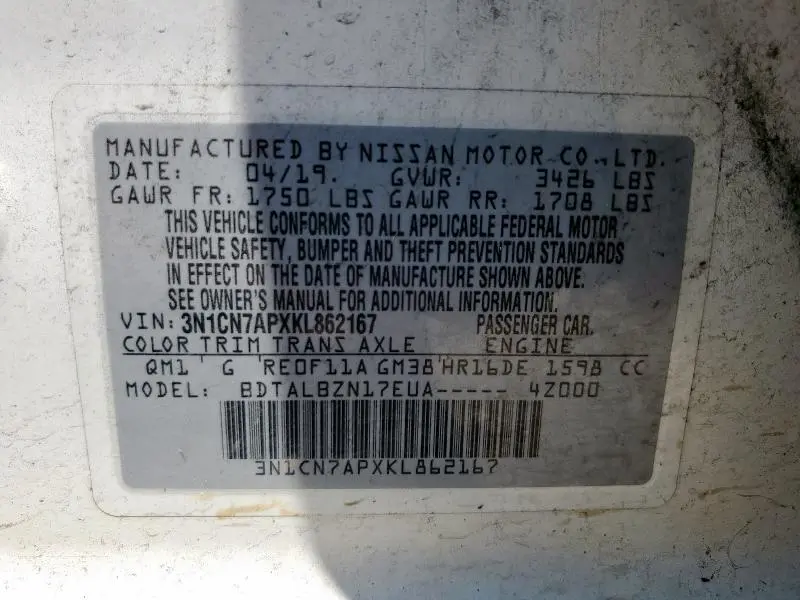 MANUFACTURED BY NISSAN MOTOR CO.,LTD.
DATE: 04/19. GVWR: 3426 LBS
GAWR FR: 1750 LBS GAWR RR: 1708 LBS
THIS VEHICLE CONFORMS TO ALL APPLICABLE FEDERAL MOTOR
VEHICLE SAFETY, BUMPER AND THEFT PREVENTION STANDARDS
IN EFFECT ON THE DATE OF MANUFACTURE SHOWN ABOVE.
SEE OWNER'S MANUAL FOR ADDITIONAL INFORMATION.
VIN: 3N1CN7APXKL862167 PASSENGER CAR.
COLOR TRIM TRANS AXLE ENGINE
QM1 G RE0F11A GM38 HR16DE 1598 CC
MODEL: BDTALBZN17EUA----- 4Z000
3N1CN7APXKL862167